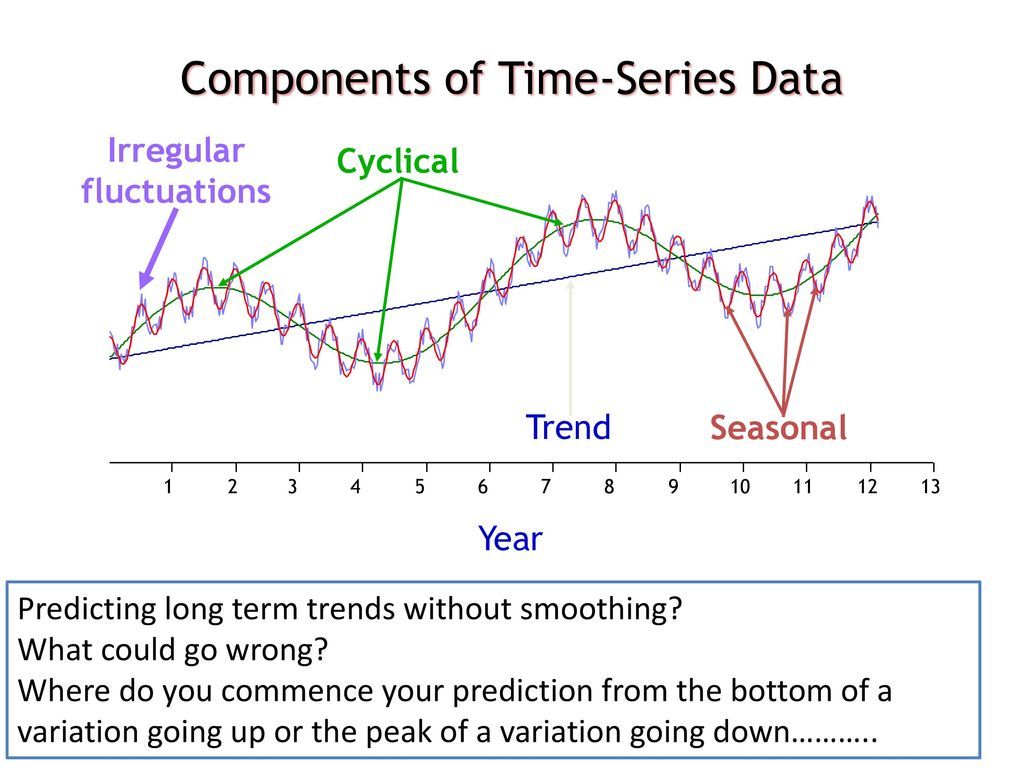 Components of Time-Series Data
Irregular
fluctuations
Cyclical
Trend
Seasonal
1 2 3 4 5 6 7 8 9 10 11 12 13
Year
Predicting long term trends without smoothing?
What could go wrong?
Where do you commence your prediction from the bottom of a
variation going up or the peak of a variation going down………..